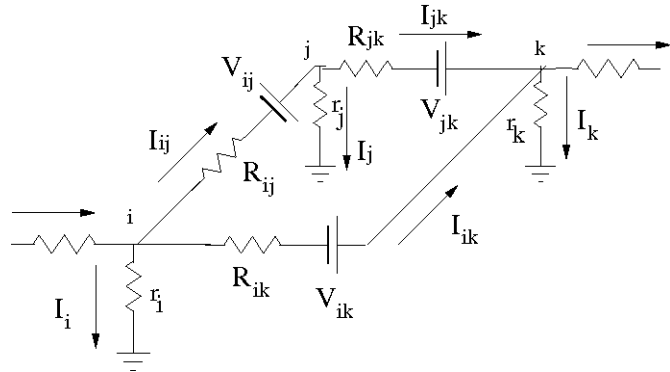 I_jk
j
R_jk
k
V_ij
r_j
V_jk
r_k
I_k
I_ij
I_j
R_ij
i
I_ik
R_ik
V_ik
I_i
r_i